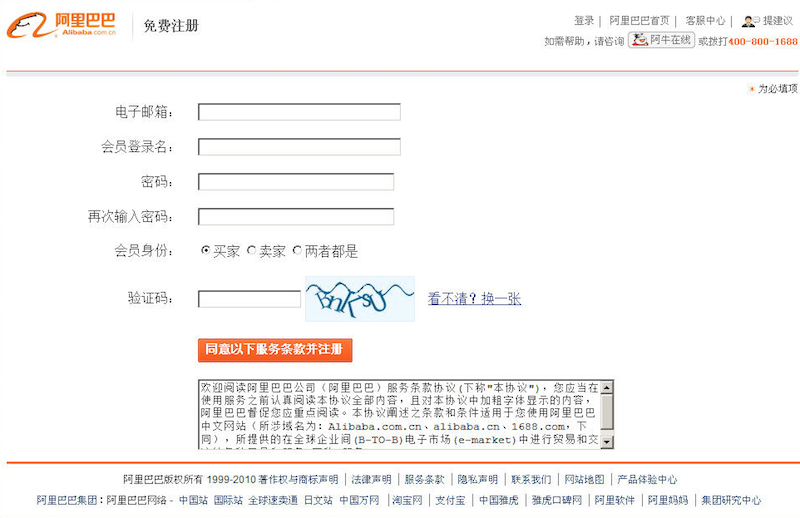 阿里巴巴
Alibaba.com.cn
免费注册
登录 | 阿里巴巴首页 | 客服中心 | 提建议
如需帮助，请咨询 阿牛在线 或拨打400-800-1688
* 为必填项
电子邮箱：
会员登录名：
密码：
再次输入密码：
会员身份： 买家 卖家 两者都是
验证码： 看不清？换一张
同意以下服务条款并注册
欢迎阅读阿里巴巴公司（阿里巴巴）服务条款协议(下称"本协议")，您应当在
使用服务之前认真阅读本协议全部内容，且对本协议中加粗字体显示的内容，
阿里巴巴督促您应重点阅读。本协议阐述之条款和条件适用于您使用阿里巴巴
中文网站（所涉域名为：Alibaba.com.cn、alibaba.cn、1688.com，下
同），所提供的在全球企业间(B-TO-B)电子市场(e-market)中进行贸易和交
阿里巴巴版权所有 1999-2010 著作权与商标声明 | 法律声明 | 服务条款 | 隐私声明 | 联系我们 | 网站地图 | 产品体验中心
阿里巴巴集团：阿里巴巴网络 - 中国站 国际站 全球速卖通 日文站 中国万网 | 淘宝网 | 支付宝 | 中国雅虎 | 雅虎口碑网 | 阿里软件 | 阿里妈妈 | 集团研究中心